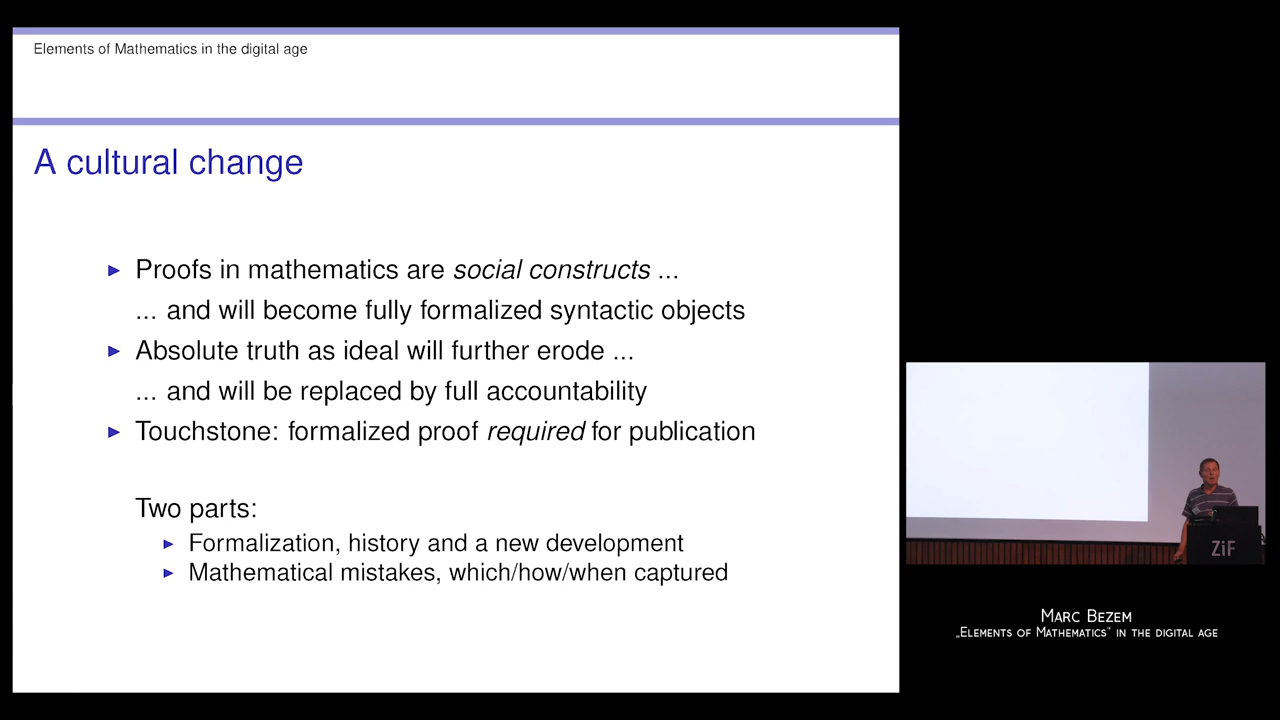 Elements of Mathematics in the digital age
A cultural change
Proofs in mathematics are social constructs ...
... and will become fully formalized syntactic objects
Absolute truth as ideal will further erode ...
... and will be replaced by full accountability
Touchstone: formalized proof required for publication
Two parts:
Formalization, history and a new development
Mathematical mistakes, which/how/when captured
ZiF
Marc Bezem
„Elements of Mathematics“ in the digital age